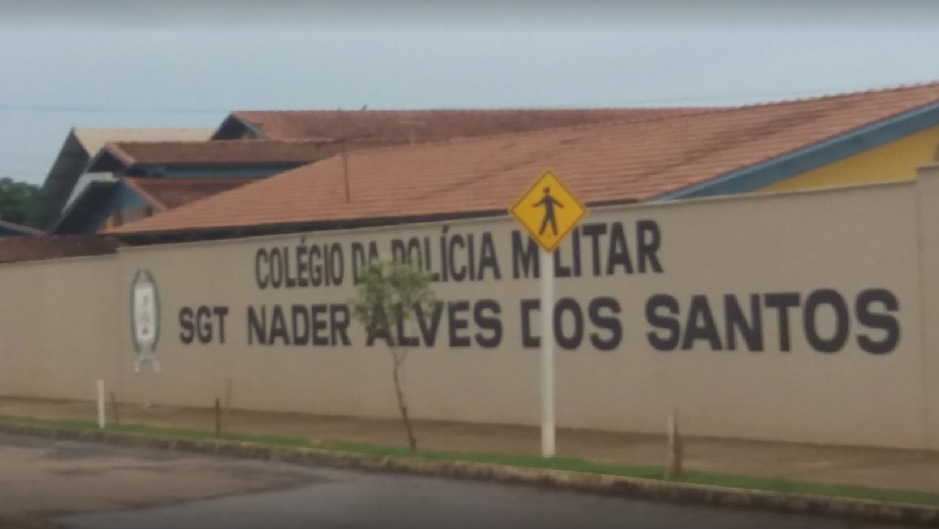 COLÉGIO DA POLÍCIA MILITAR
SGT NADER ALVES DOS SANTOS